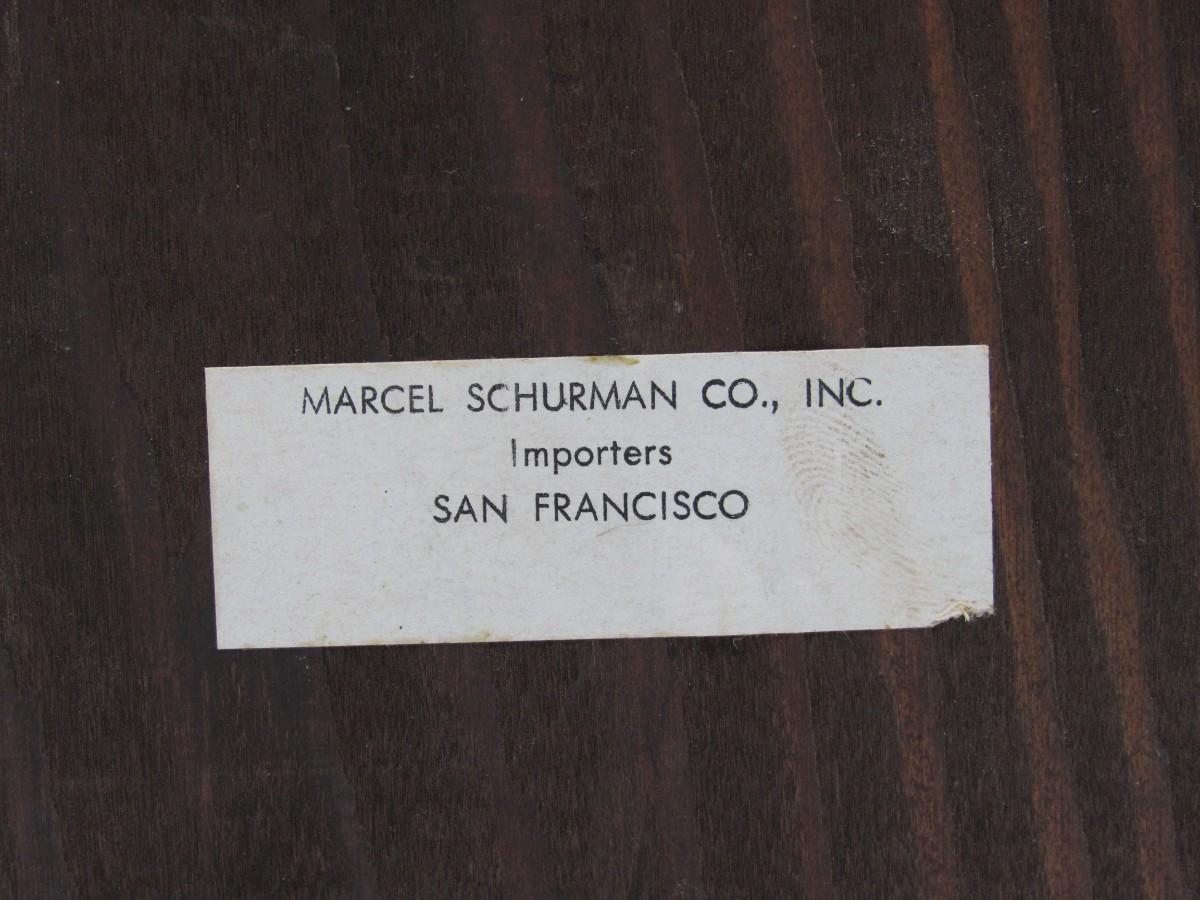 MARCEL SCHURMAN CO., INC.
Importers
SAN FRANCISCO